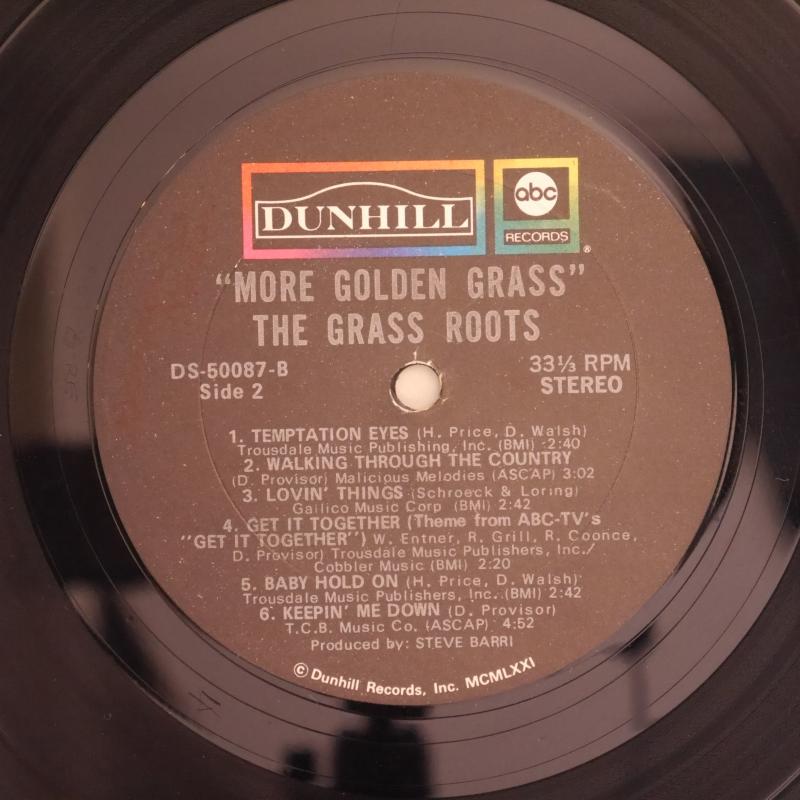 DUNHILL
abc
RECORDS
®
"MORE GOLDEN GRASS"
THE GRASS ROOTS
DS-50087-B
Side 2
33⅓ RPM
STEREO
1. TEMPTATION EYES (H. Price, D. Walsh)
Trousdale Music Publishing, Inc. (BMI) 2:40
2. WALKING THROUGH THE COUNTRY
(D. Provisor) Malicious Melodies (ASCAP) 3:02
3. LOVIN' THINGS (Schroeck & Loring)
Gallico Music Corp (BMI) 2:42
4. GET IT TOGETHER (Theme from ABC-TV's
"GET IT TOGETHER") W. Entner, R. Grill, R. Coonce,
D. Provisor) Trousdale Music Publishers, Inc./
Cobbler Music (BMI) 2:20
5. BABY HOLD ON (H. Price, D. Walsh)
Trousdale Music Publishers, Inc. (BMI) 2:42
6. KEEPIN' ME DOWN (D. Provisor)
T.C.B. Music Co. (ASCAP) 4:52
Produced by: STEVE BARRI
© Dunhill Records, Inc. MCMLXXI